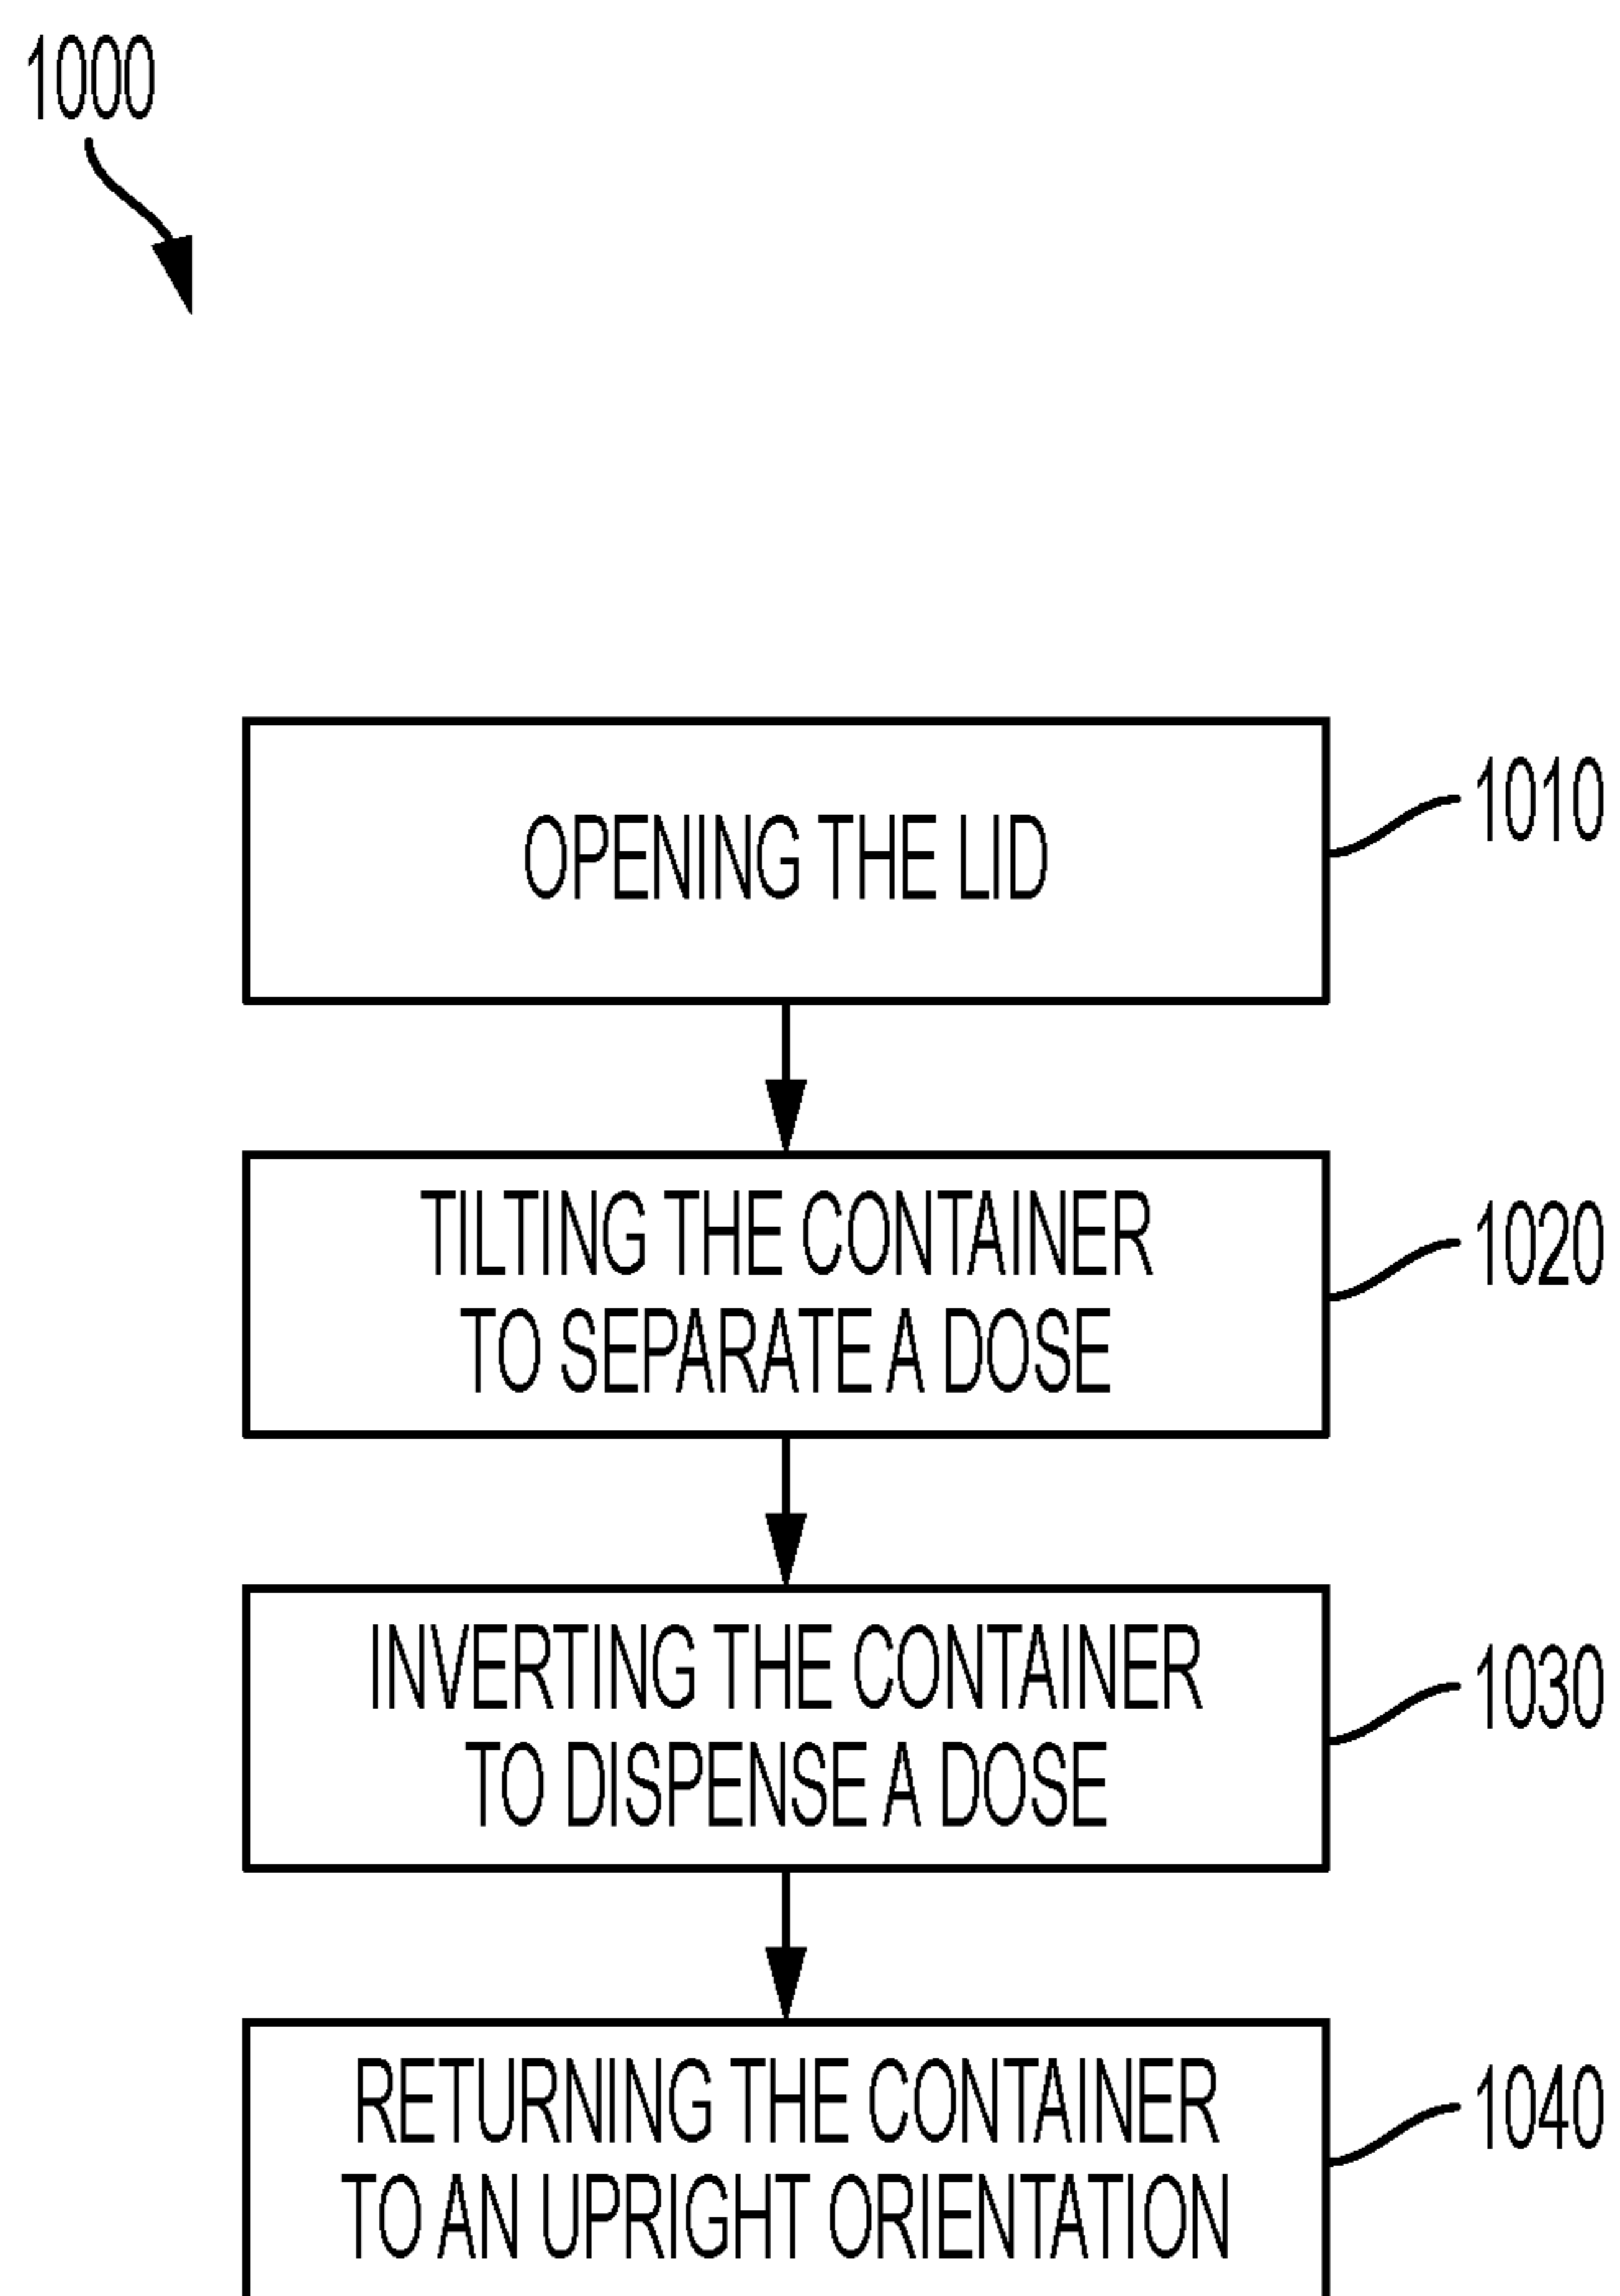 1000
OPENING THE LID
1010
TILTING THE CONTAINER
TO SEPARATE A DOSE
1020
INVERTING THE CONTAINER
TO DISPENSE A DOSE
1030
RETURNING THE CONTAINER
TO AN UPRIGHT ORIENTATION
1040